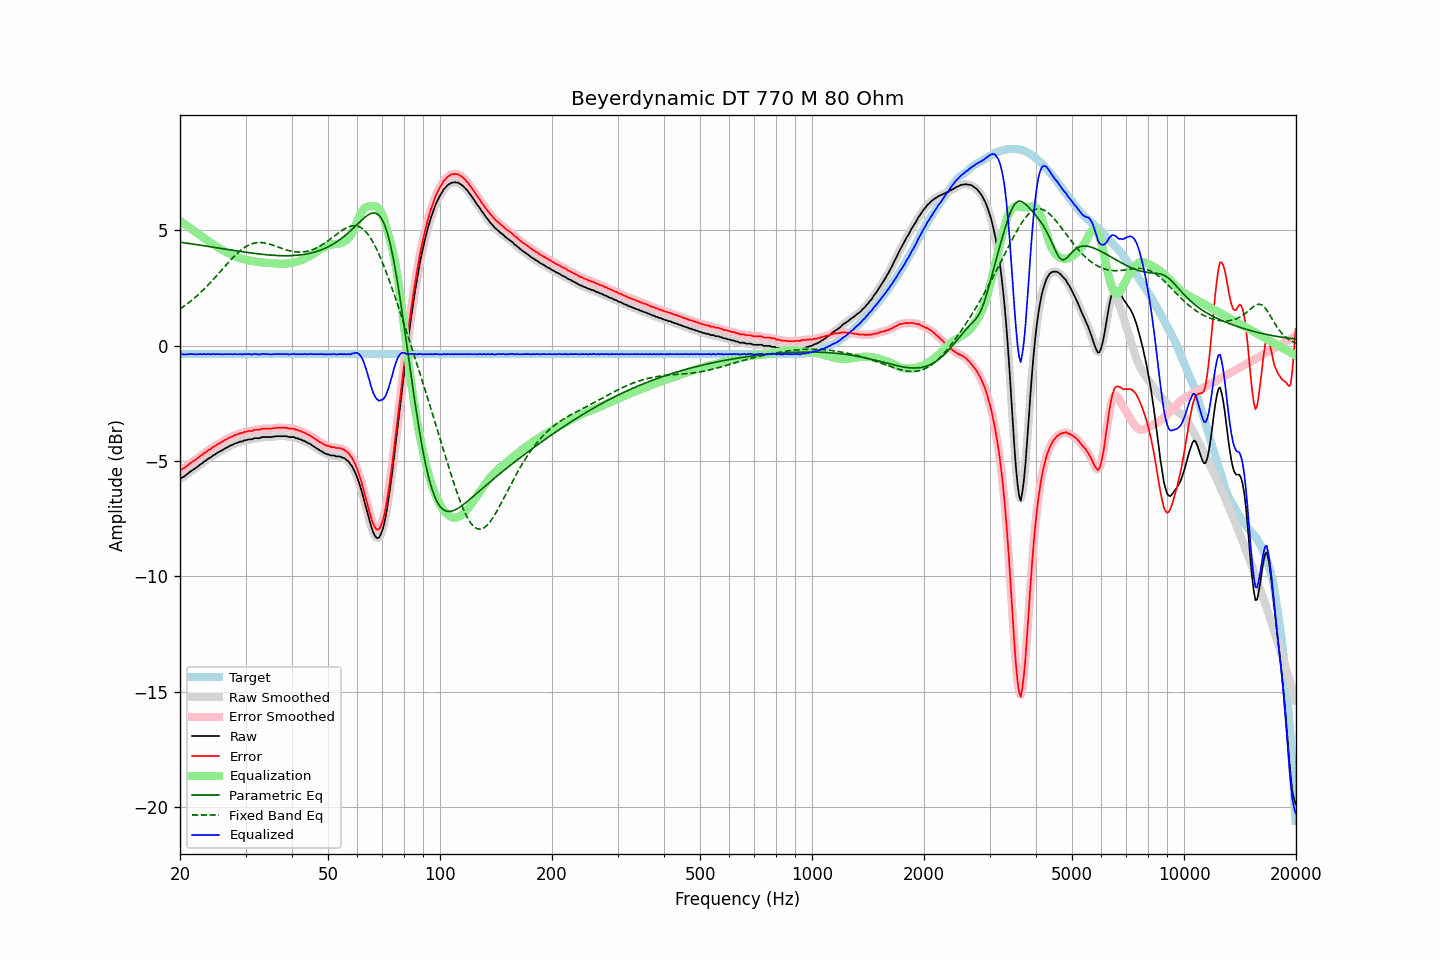 Beyerdynamic DT 770 M 80 Ohm
Amplitude (dBr)
5
0
−5
−10
−15
−20
Target
Raw Smoothed
Error Smoothed
Raw
Error
Equalization
Parametric Eq
Fixed Band Eq
Equalized
20 50 100 200 500 1000 2000 5000 10000 20000
Frequency (Hz)